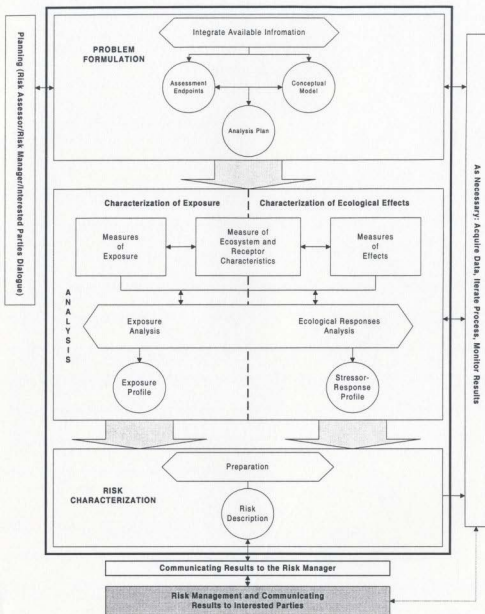 Planning (Risk Assessor/Risk Manager/Interested Parties Dialogue)
PROBLEM
FORMULATION
Integrate Available Infromation
Assessment
Endpoints
Conceptual
Model
Analysis Plan
As Necessary: Acquire Data, Iterate Process, Monitor Results
ANALYSIS
Characterization of Exposure
Characterization of Ecological Effects
Measures
of
Exposure
Measure of
Ecosystem and
Receptor
Characteristics
Measures
of
Effects
Exposure
Analysis
Ecological Responses
Analysis
Exposure
Profile
Stressor-
Response
Profile
RISK
CHARACTERIZATION
Preparation
Risk
Description
Communicating Results to the Risk Manager
Risk Management and Communicating
Results to Interested Parties